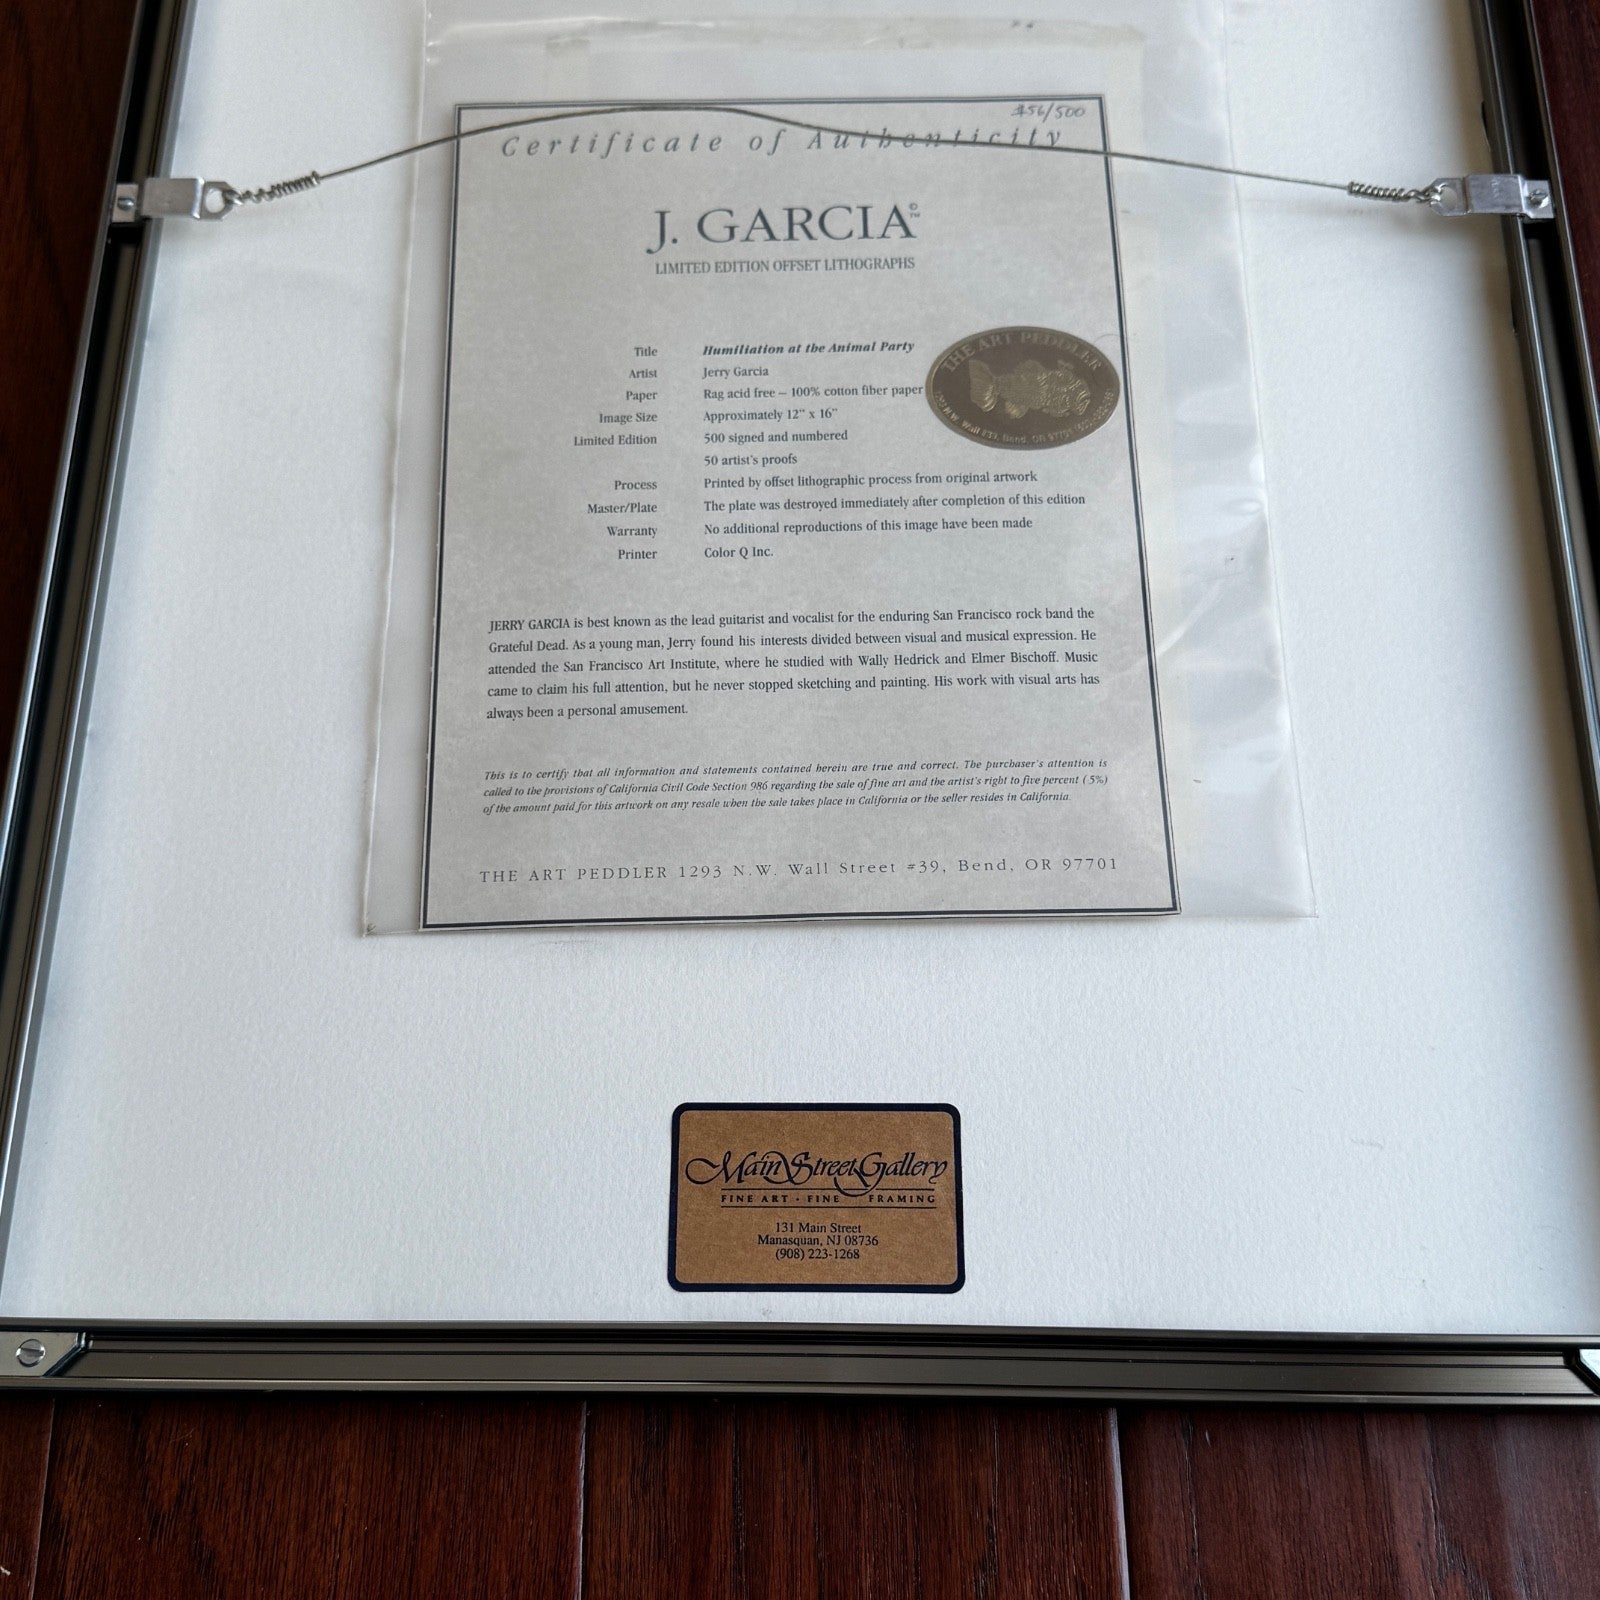 Certificate of Authenticity
J. GARCIA©™
LIMITED EDITION OFFSET LITHOGRAPHS
Title Humiliation at the Animal Party
Artist Jerry Garcia
Paper Rag acid free – 100% cotton fiber paper
Image Size Approximately 12" x 16"
Limited Edition 500 signed and numbered
50 artist's proofs
Process Printed by offset lithographic process from original artwork
Master/Plate The plate was destroyed immediately after completion of this edition
Warranty No additional reproductions of this image have been made
Printer Color Q Inc.
THE ART PEDDLER
Wall #39, Bend, OR 97701
JERRY GARCIA is best known as the lead guitarist and vocalist for the enduring San Francisco rock band the
Grateful Dead. As a young man, Jerry found his interests divided between visual and musical expression. He
attended the San Francisco Art Institute, where he studied with Wally Hedrick and Elmer Bischoff. Music
came to claim his full attention, but he never stopped sketching and painting. His work with visual arts has
always been a personal amusement.
This is to certify that all information and statements contained herein are true and correct. The purchaser's attention is
called to the provisions of California Civil Code Section 986 regarding the sale of fine art and the artist's right to five percent (5%)
of the amount paid for this artwork on any resale when the sale takes place in California or the seller resides in California.
THE ART PEDDLER 1293 N.W. Wall Street #39, Bend, OR 97701
Main Street Gallery
FINE ART • FINE FRAMING
131 Main Street
Manasquan, NJ 08736
(908) 223-1268